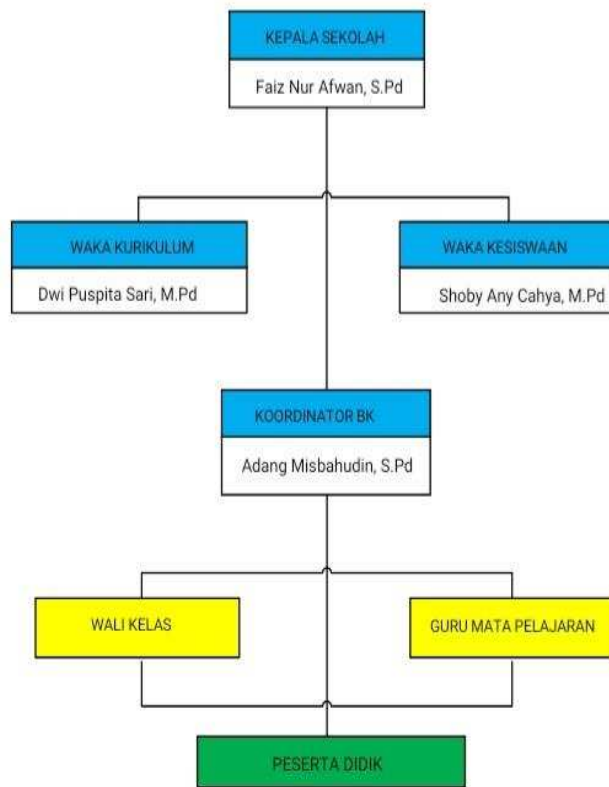 KEPALA SEKOLAH
Faiz Nur Afwan, S.Pd
WAKA KURIKULUM
Dwi Puspita Sari, M.Pd
WAKA KESISWAAN
Shoby Any Cahya, M.Pd
KOORDINATOR BK
Adang Misbahudin, S.Pd
WALI KELAS
GURU MATA PELAJARAN
PESERTA DIDIK